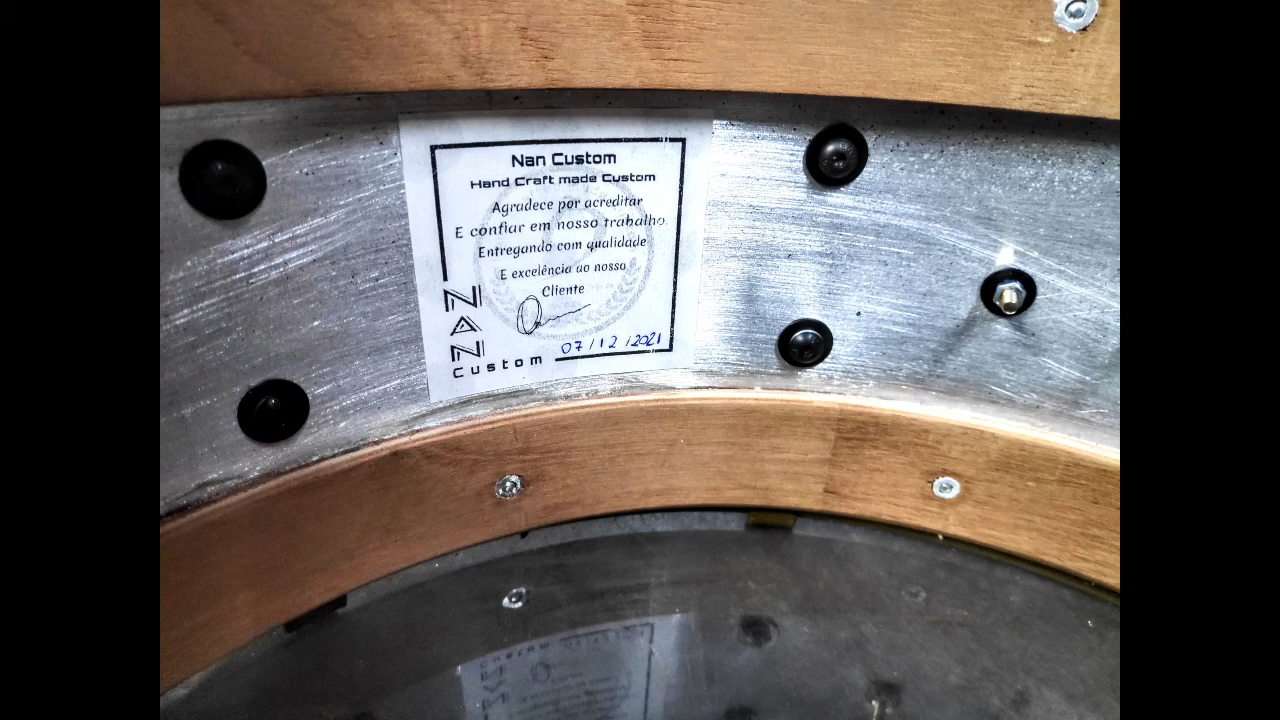 Nan Custom
Hand Craft made Custom
Agradece por acreditar
E confiar em nosso trabalho
Entregando com qualidade
E excelência ao nosso
Cliente
NAN
Custom
07/12/2021